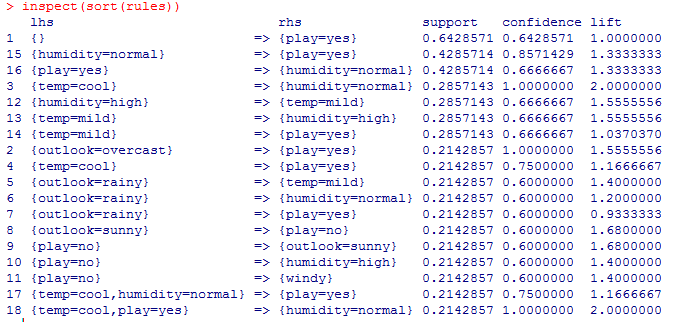 > inspect(sort(rules))
   lhs                            rhs               support   confidence lift
1  {}                          => {play=yes}        0.6428571 0.6428571  1.0000000
15 {humidity=normal}           => {play=yes}        0.4285714 0.8571429  1.3333333
16 {play=yes}                  => {humidity=normal} 0.4285714 0.6666667  1.3333333
3  {temp=cool}                 => {humidity=normal} 0.2857143 1.0000000  2.0000000
12 {humidity=high}             => {temp=mild}       0.2857143 0.6666667  1.5555556
13 {temp=mild}                 => {humidity=high}   0.2857143 0.6666667  1.5555556
14 {temp=mild}                 => {play=yes}        0.2857143 0.6666667  1.0370370
2  {outlook=overcast}          => {play=yes}        0.2142857 1.0000000  1.5555556
4  {temp=cool}                 => {play=yes}        0.2142857 0.7500000  1.1666667
5  {outlook=rainy}             => {temp=mild}       0.2142857 0.6000000  1.4000000
6  {outlook=rainy}             => {humidity=normal} 0.2142857 0.6000000  1.2000000
7  {outlook=rainy}             => {play=yes}        0.2142857 0.6000000  0.9333333
8  {outlook=sunny}             => {play=no}         0.2142857 0.6000000  1.6800000
9  {play=no}                   => {outlook=sunny}   0.2142857 0.6000000  1.6800000
10 {play=no}                   => {humidity=high}   0.2142857 0.6000000  1.4000000
11 {play=no}                   => {windy}           0.2142857 0.6000000  1.4000000
17 {temp=cool,humidity=normal} => {play=yes}        0.2142857 0.7500000  1.1666667
18 {temp=cool,play=yes}        => {humidity=normal} 0.2142857 1.0000000  2.0000000